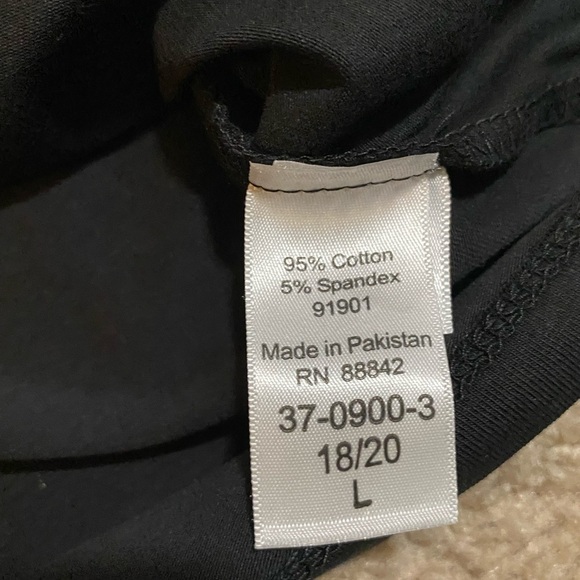 95% Cotton
5% Spandex
91901
Made in Pakistan
RN 88842
37-0900-3
18/20
L